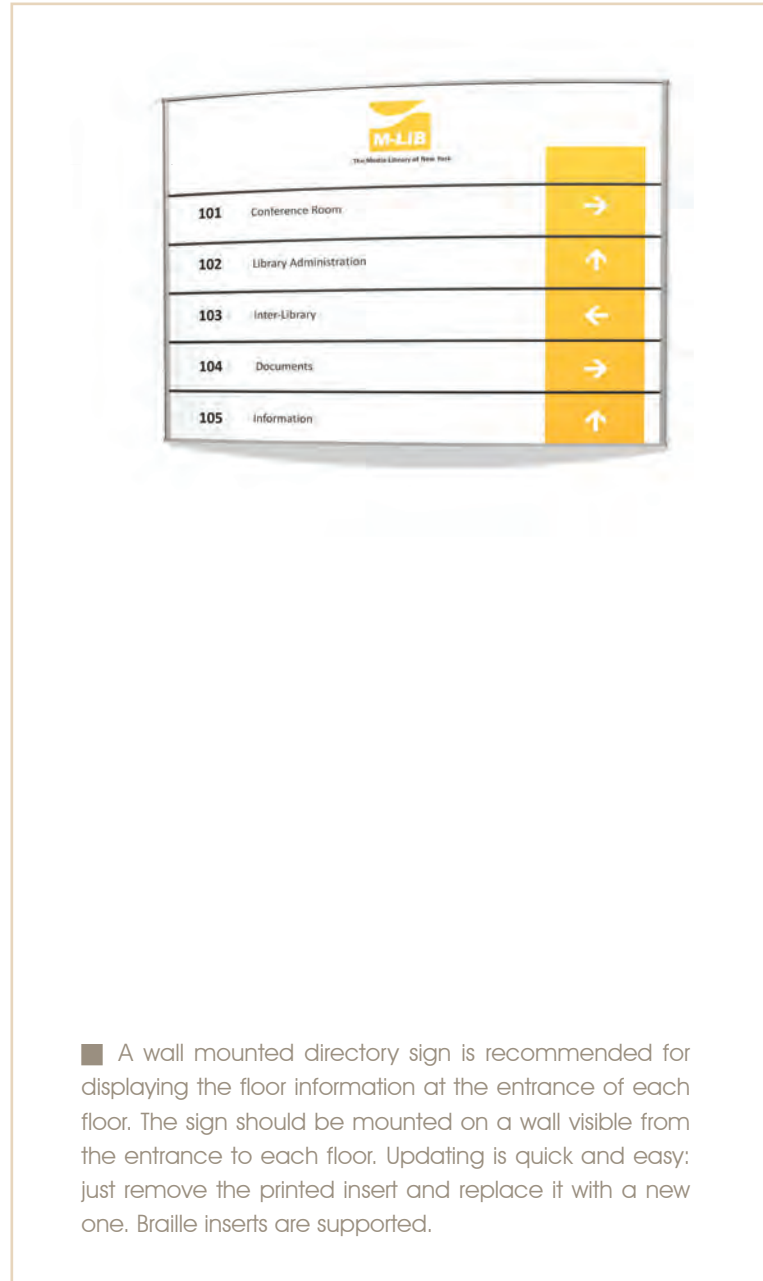 M-LIB
The Media Library of New York
101 Conference Room
102 Library Administration
103 Inter-Library
104 Documents
105 Information
A wall mounted directory sign is recommended for
displaying the floor information at the entrance of each
floor. The sign should be mounted on a wall visible from
the entrance to each floor. Updating is quick and easy:
just remove the printed insert and replace it with a new
one. Braille inserts are supported.